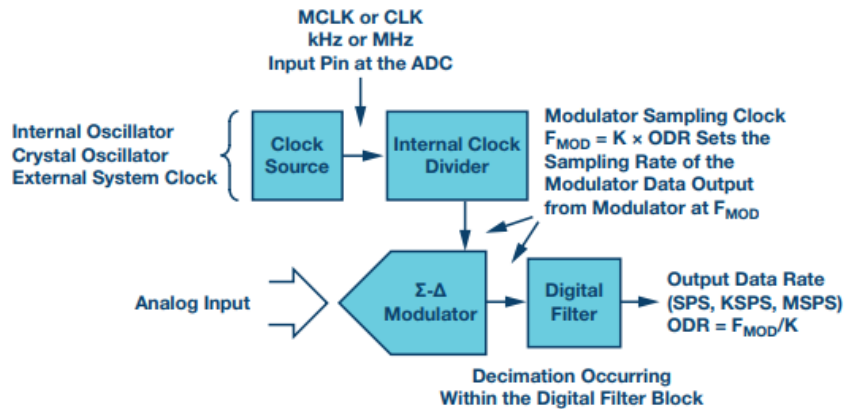 MCLK or CLK
kHz or MHz
Input Pin at the ADC
Internal Oscillator
Crystal Oscillator
External System Clock
Clock
Source
Internal Clock
Divider
Modulator Sampling Clock
F_MOD = K × ODR Sets the
Sampling Rate of the
Modulator Data Output
from Modulator at F_MOD
Analog Input
Σ-Δ
Modulator
Digital
Filter
Output Data Rate
(SPS, KSPS, MSPS)
ODR = F_MOD/K
Decimation Occurring
Within the Digital Filter Block